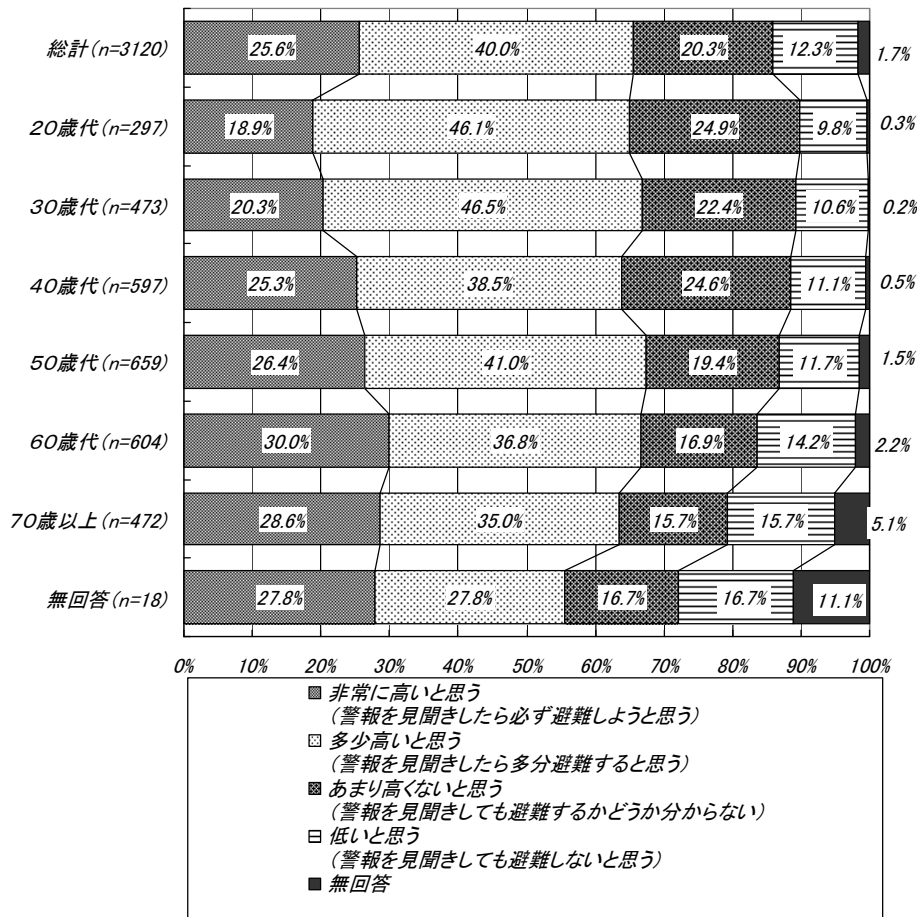 総計(n=3120) 25.6% 40.0% 20.3% 12.3% 1.7%
20歳代(n=297) 18.9% 46.1% 24.9% 9.8% 0.3%
30歳代(n=473) 20.3% 46.5% 22.4% 10.6% 0.2%
40歳代(n=597) 25.3% 38.5% 24.6% 11.1% 0.5%
50歳代(n=659) 26.4% 41.0% 19.4% 11.7% 1.5%
60歳代(n=604) 30.0% 36.8% 16.9% 14.2% 2.2%
70歳以上(n=472) 28.6% 35.0% 15.7% 15.7% 5.1%
無回答(n=18) 27.8% 27.8% 16.7% 16.7% 11.1%
0% 10% 20% 30% 40% 50% 60% 70% 80% 90% 100%
非常に高いと思う
(警報を見聞きしたら必ず避難しようと思う)
多少高いと思う
(警報を見聞きしたら多分避難すると思う)
あまり高くないと思う
(警報を見聞きしても避難するかどうか分からない)
低いと思う
(警報を見聞きしても避難しないと思う)
無回答